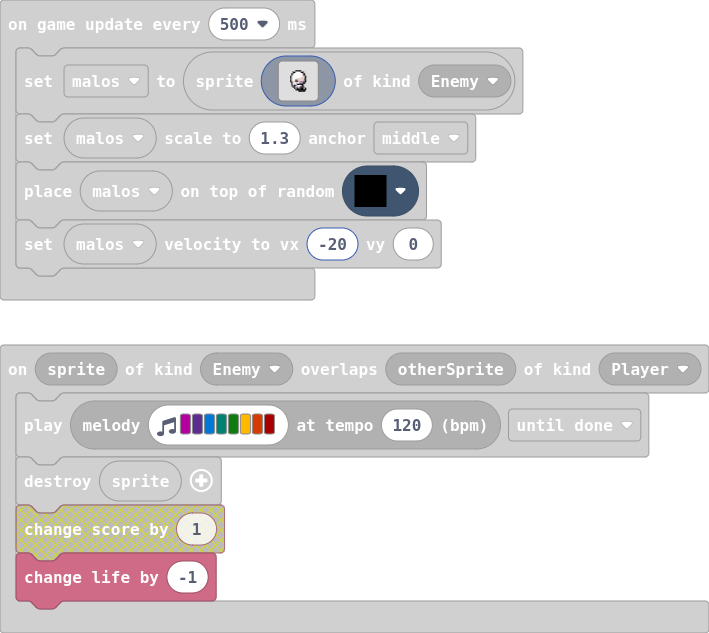 on game update every 500 ms
set malos to sprite of kind Enemy
set malos scale to 1.3 anchor middle
place malos on top of random
set malos velocity to vx -20 vy 0
on sprite of kind Enemy overlaps otherSprite of kind Player
play melody at tempo 120 (bpm) until done
destroy sprite
change score by 1
change life by -1